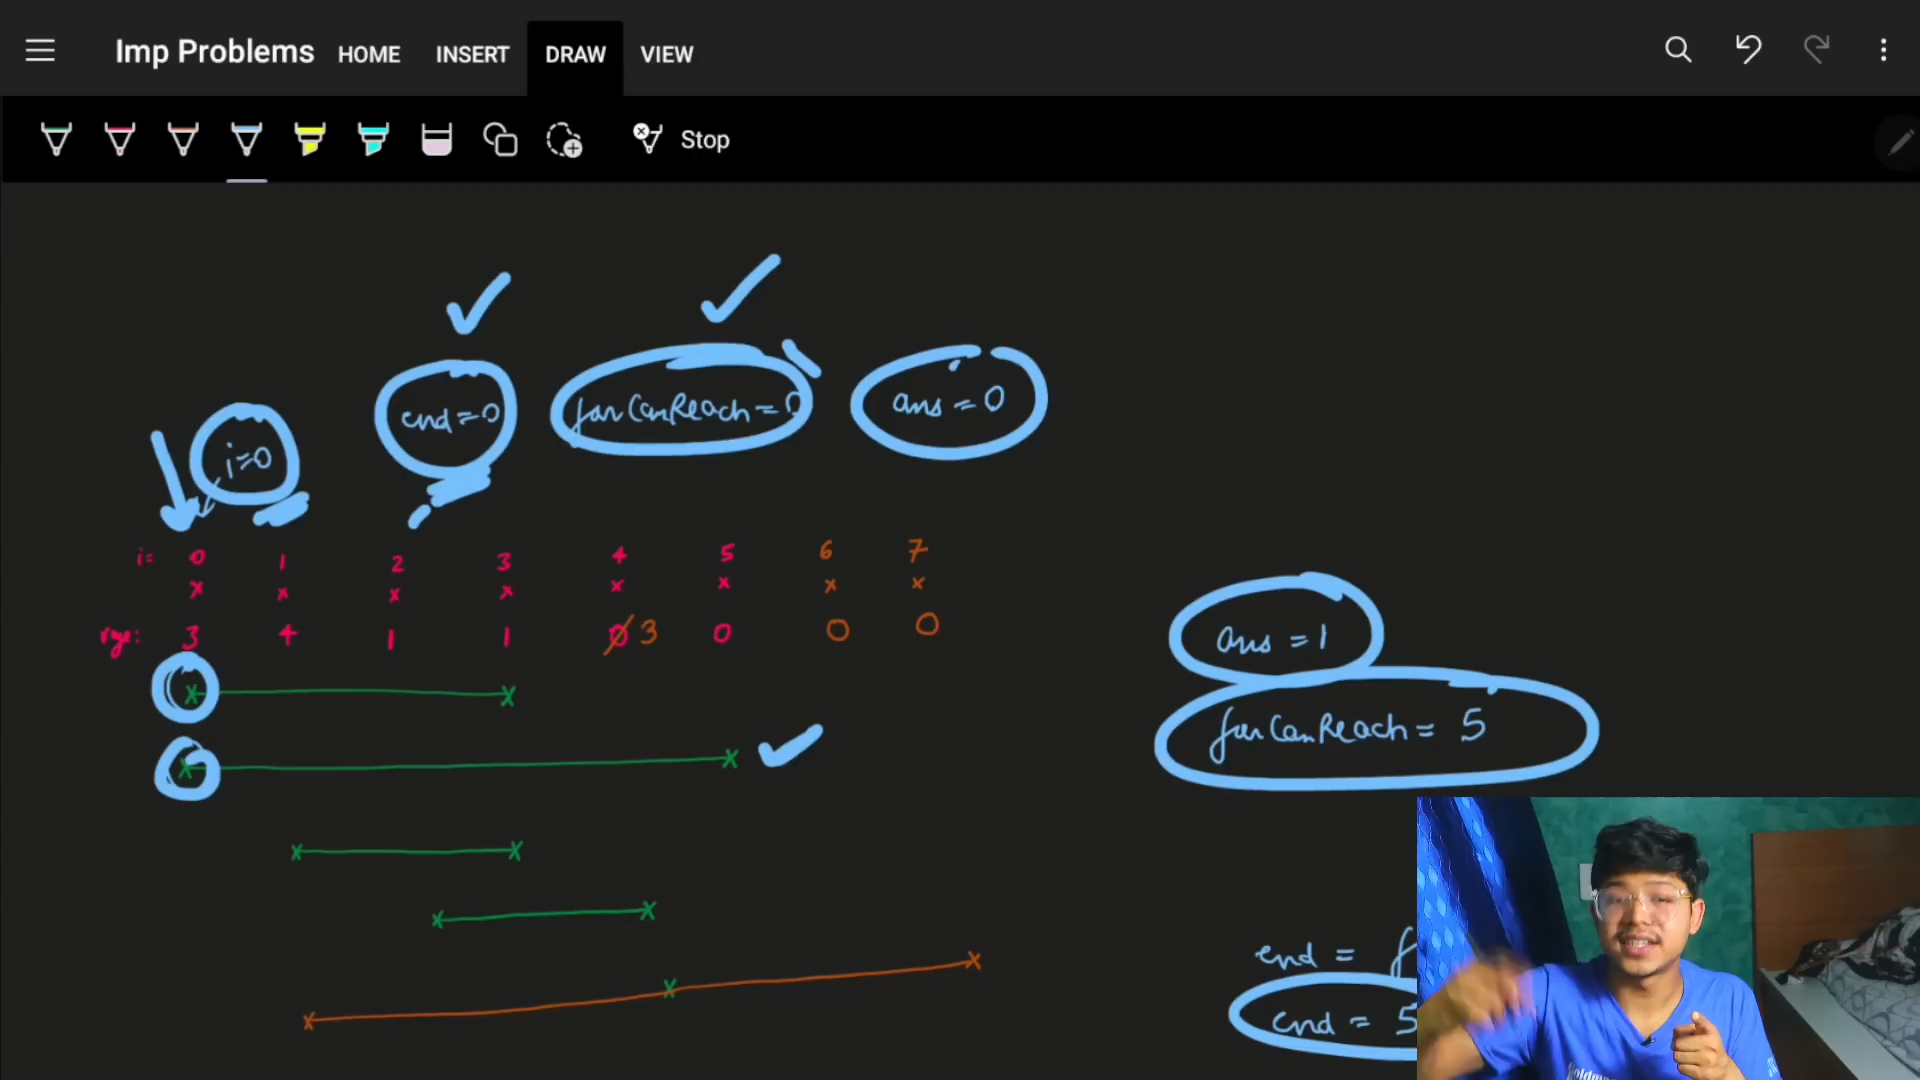 Imp Problems HOME INSERT DRAW VIEW
Stop
end=0 farCanReach=0 ans=0
i=0
i= 0 1 2 3 4 5 6 7
x x x x x x x x
3 4 1 1 0 3 0 0 0
ans = 1
farCanReach = 5
end = f
end = 5